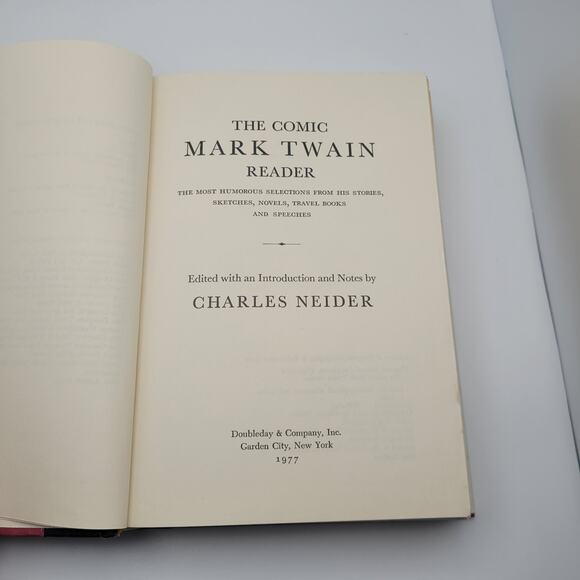 THE COMIC
MARK TWAIN
READER
THE MOST HUMOROUS SELECTIONS FROM HIS STORIES,
SKETCHES, NOVELS, TRAVEL BOOKS
AND SPEECHES
Edited with an Introduction and Notes by
CHARLES NEIDER
Doubleday & Company, Inc.
Garden City, New York
1977